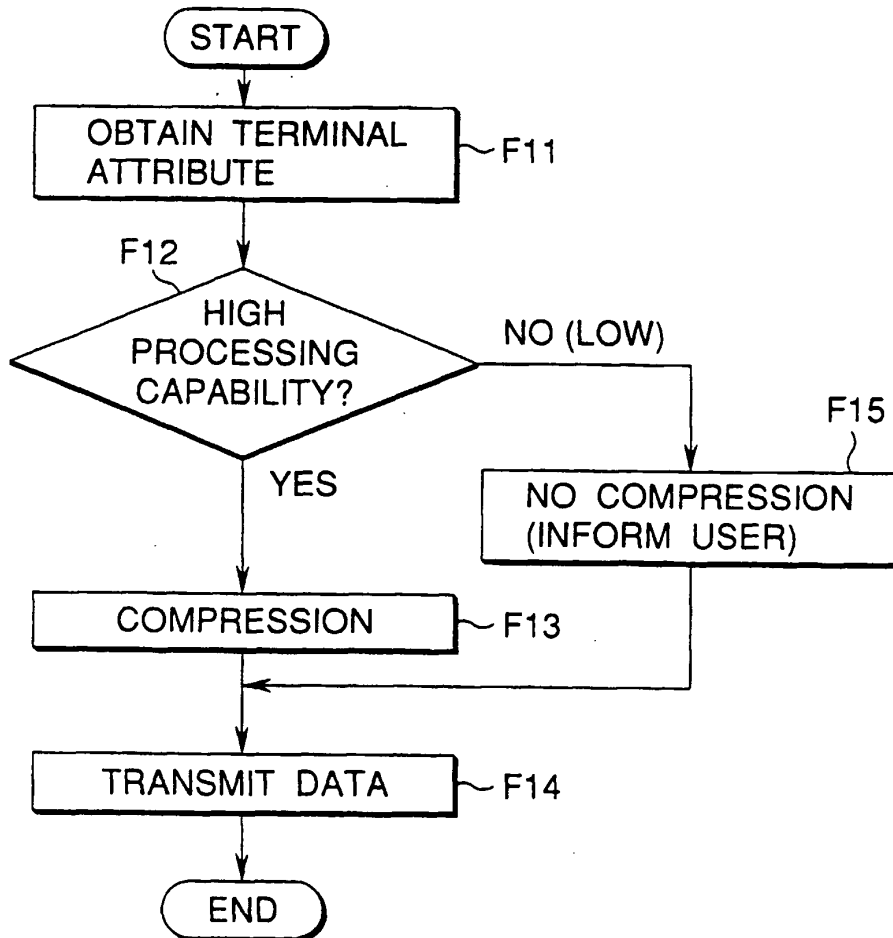 START
OBTAIN TERMINAL
ATTRIBUTE
F11
F12
HIGH
PROCESSING
CAPABILITY?
NO (LOW)
YES
F15
NO COMPRESSION
(INFORM USER)
COMPRESSION
F13
TRANSMIT DATA
F14
END